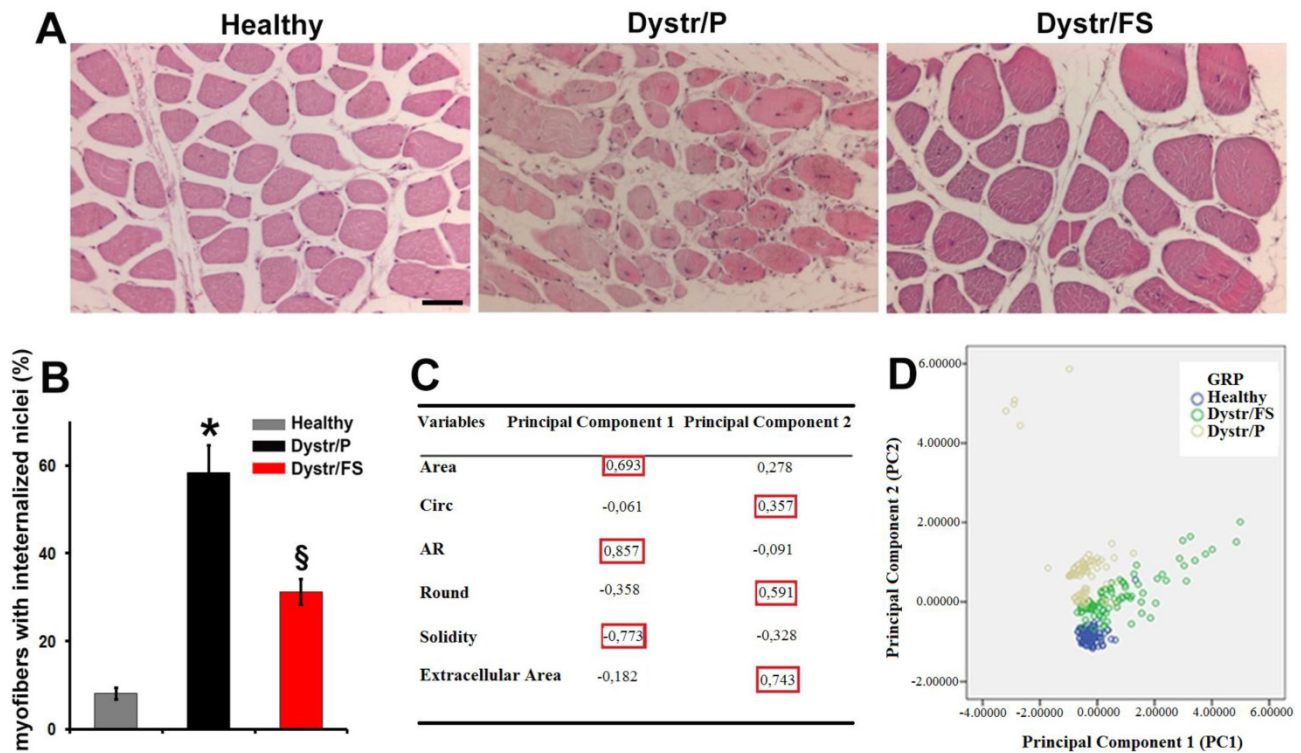 A
Healthy
Dystr/P
Dystr/FS
B
myofibers with inteternalized niclei (%)
60
40
20
0
*
§
Healthy
Dystr/P
Dystr/FS
C
Variables Principal Component 1 Principal Component 2
Area 0,693 0,278
Circ -0,061 0,357
AR 0,857 -0,091
Round -0,358 0,591
Solidity -0,773 -0,328
Extracellular Area -0,182 0,743
D
GRP
Healthy
Dystr/FS
Dystr/P
Principal Component 2 (PC2)
6.00000
4.00000
2.00000
0.00000
-2.00000
-4.00000 -2.00000 0.00000 2.00000 4.00000 6.00000
Principal Component 1 (PC1)